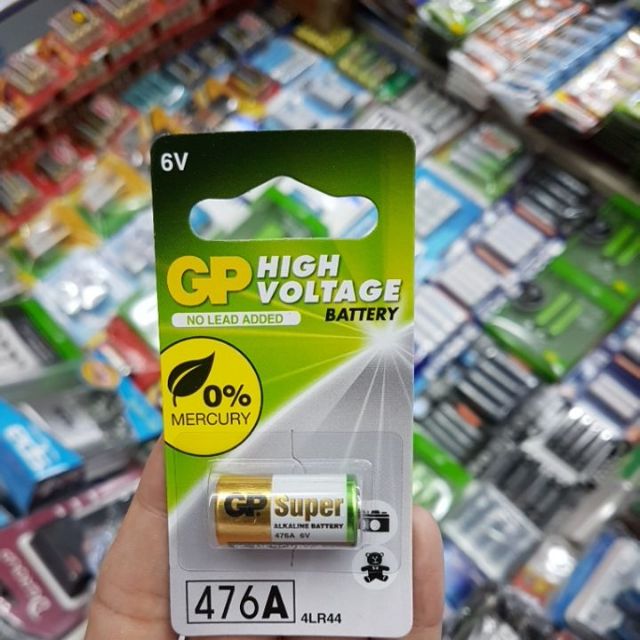 6V
GP HIGH
VOLTAGE
BATTERY
NO LEAD ADDED
0%
MERCURY
GP Super
ALKALINE BATTERY
476A 6V
476A 4LR44